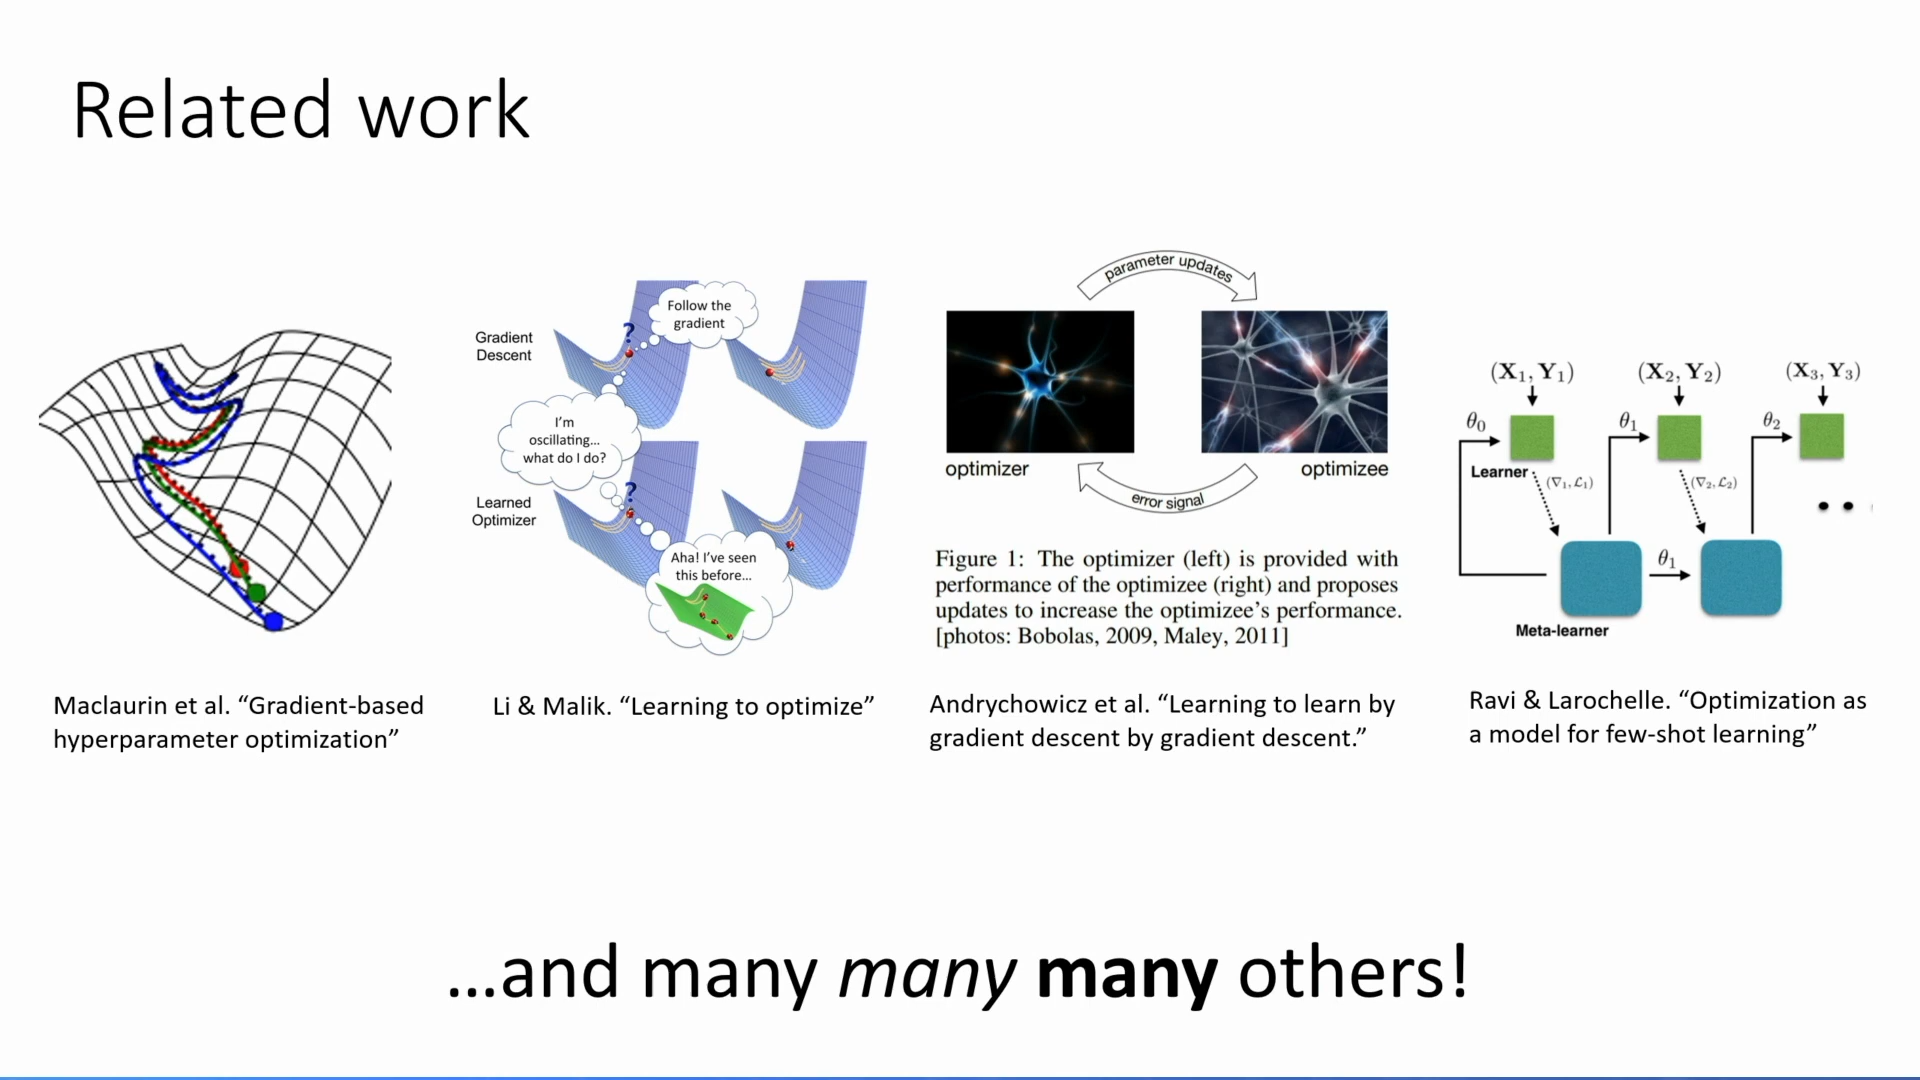 Related work
Gradient
Descent
Follow the
gradient
?
I'm
oscillating...
what do I do?
Learned
Optimizer
?
Aha! I've seen
this before...
parameter updates
optimizer
optimizee
error signal
Figure 1: The optimizer (left) is provided with
performance of the optimizee (right) and proposes
updates to increase the optimizee's performance.
[photos: Bobolas, 2009, Maley, 2011]
(X₁, Y₁)
(X₂, Y₂)
(X₃, Y₃)
θ₀
θ₁
θ₂
Learner
(∇₁, ℒ₁)
(∇₂, ℒ₂)
θ₁
Meta-learner
Maclaurin et al. “Gradient-based
hyperparameter optimization”
Li & Malik. “Learning to optimize”
Andrychowicz et al. “Learning to learn by
gradient descent by gradient descent.”
Ravi & Larochelle. “Optimization as
a model for few-shot learning”
...and many many many others!